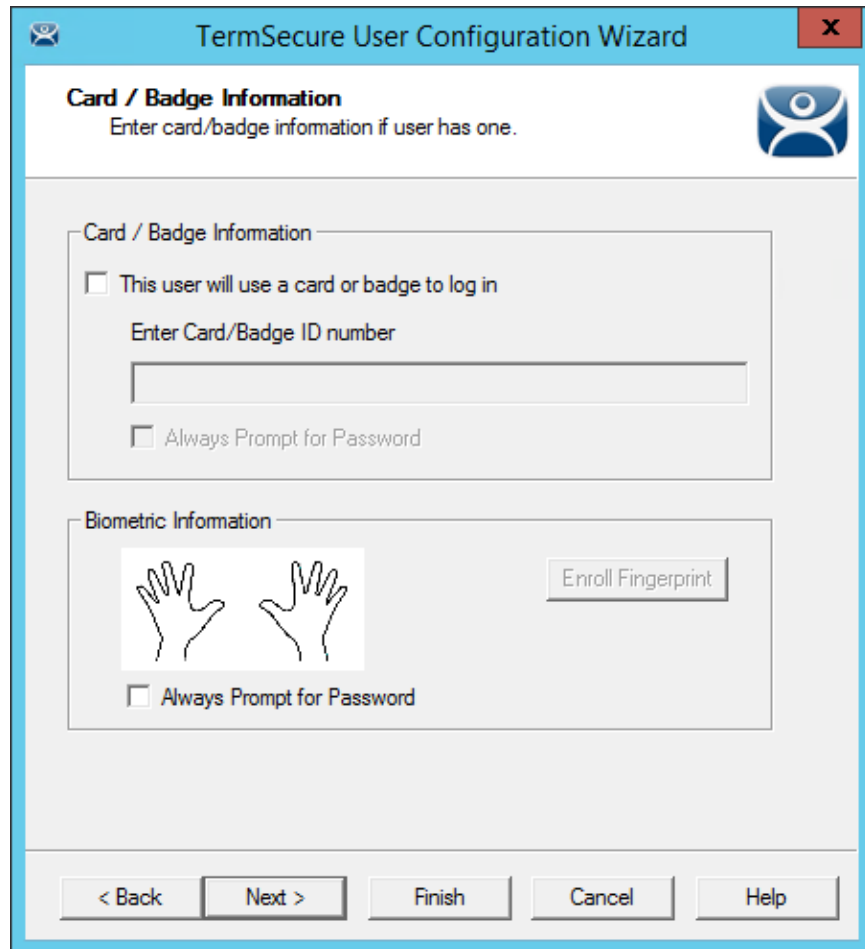 TermSecure User Configuration Wizard
x
Card / Badge Information
Enter card/badge information if user has one.
Card / Badge Information
This user will use a card or badge to log in
Enter Card/Badge ID number
Always Prompt for Password
Biometric Information
Enroll Fingerprint
Always Prompt for Password
< Back
Next >
Finish
Cancel
Help